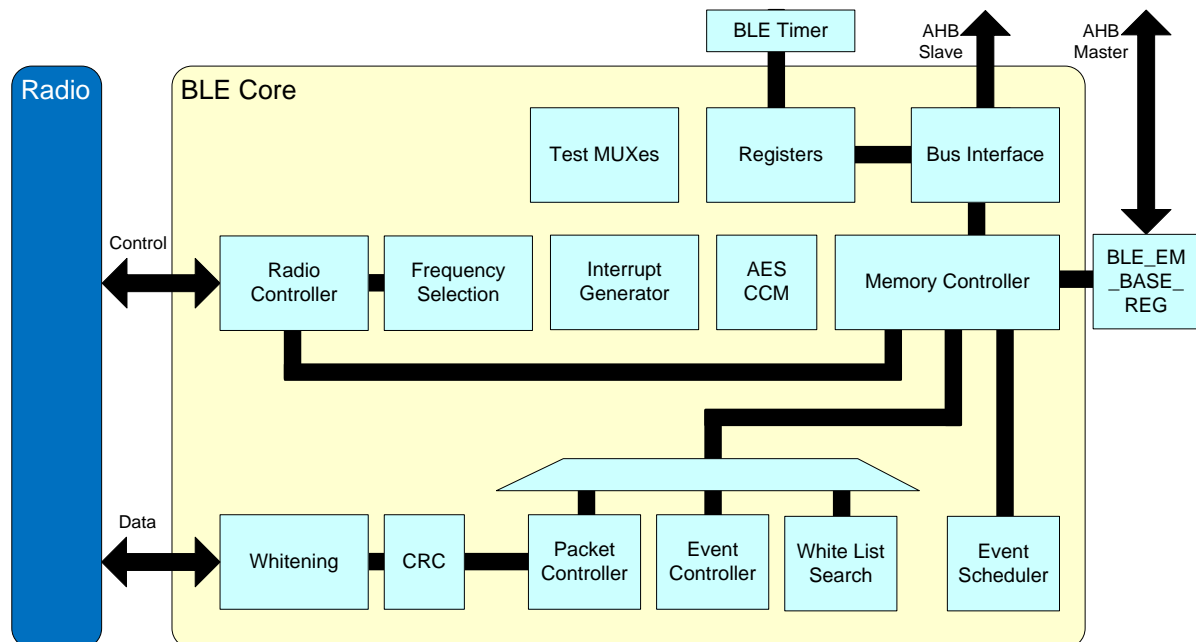 BLE Timer
AHB
Slave
AHB
Master
Radio
BLE Core
Test MUXes
Registers
Bus Interface
Control
Radio
Controller
Frequency
Selection
Interrupt
Generator
AES
CCM
Memory Controller
BLE_EM
_BASE_
REG
Data
Whitening
CRC
Packet
Controller
Event
Controller
White List
Search
Event
Scheduler